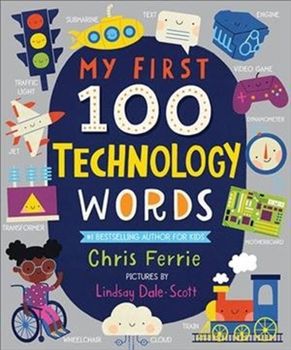 SUBMARINE
TEXT
ENGINE
TRAFFIC
LIGHT
VIDEO GAME
MY FIRST
100
TECHNOLOGY
WORDS
JET
DYNAMOMETER
TRANSFORMER
MOTHERBOARD
#1 BESTSELLING AUTHOR FOR KIDS
Chris Ferrie
PICTURES BY
Lindsay Dale-Scott
WHEELCHAIR
CLOUD
TRAIN